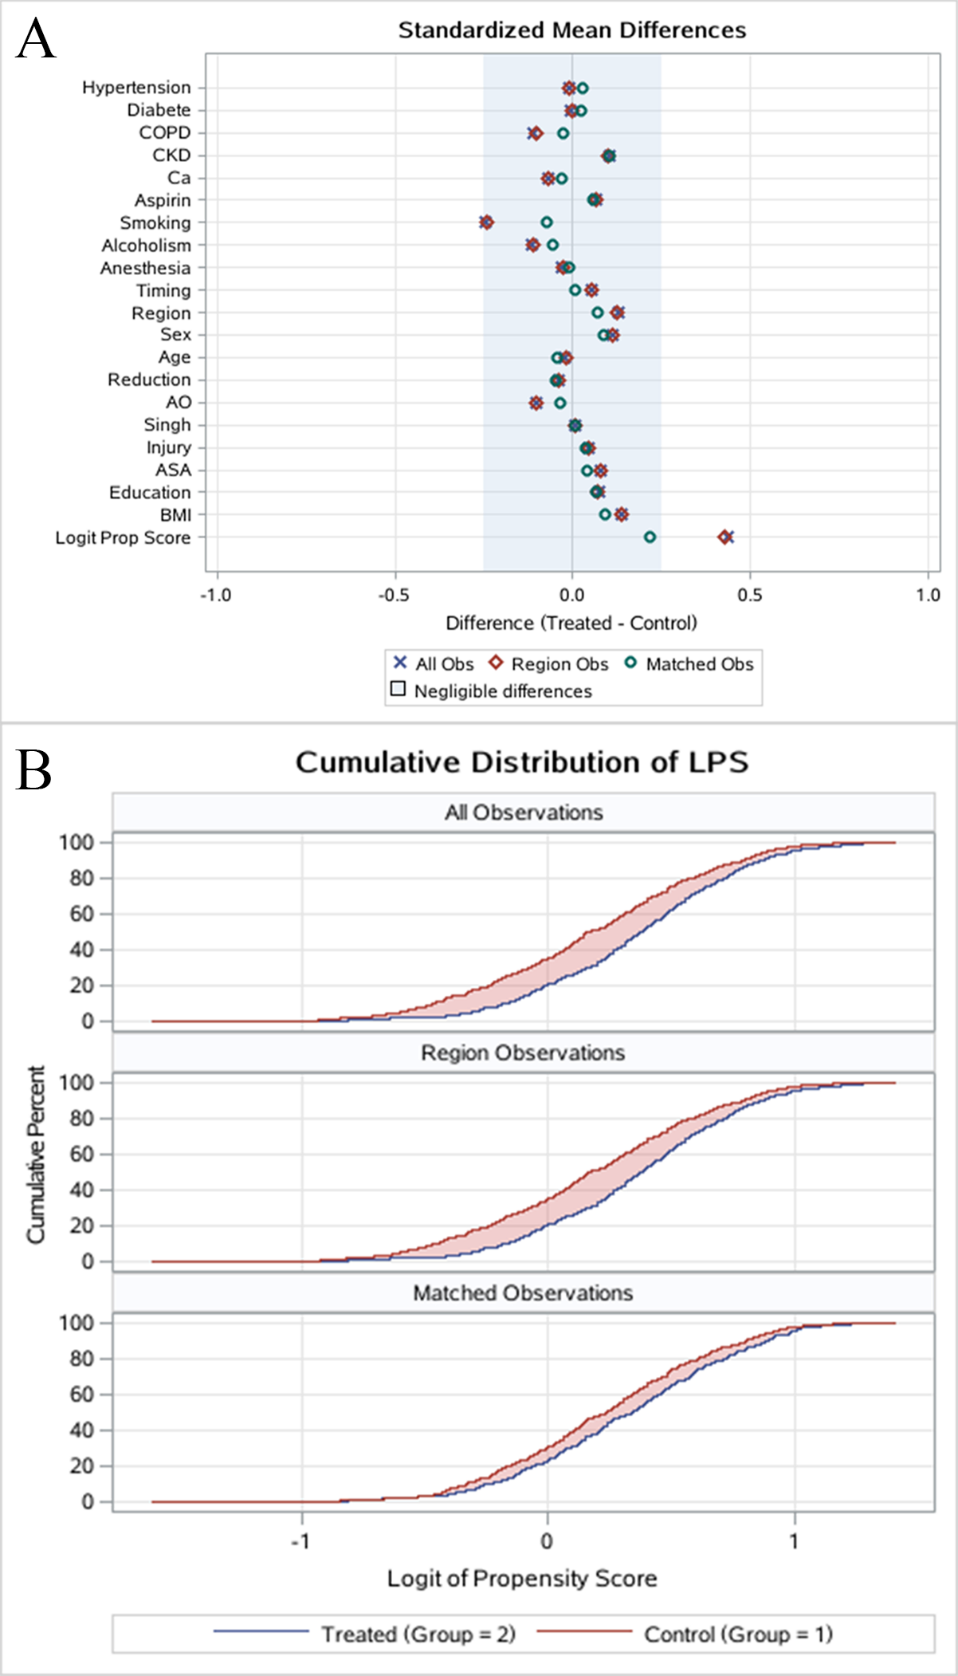 A
Standardized Mean Differences
Hypertension
Diabete
COPD
CKD
Ca
Aspirin
Smoking
Alcoholism
Anesthesia
Timing
Region
Sex
Age
Reduction
AO
Singh
Injury
ASA
Education
BMI
Logit Prop Score
-1.0 -0.5 0.0 0.5 1.0
Difference (Treated - Control)
All Obs Region Obs Matched Obs
Negligible differences
B
Cumulative Distribution of LPS
All Observations
100
80
60
40
20
0
Region Observations
100
80
60
40
20
0
Matched Observations
100
80
60
40
20
0
Cumulative Percent
-1 0 1
Logit of Propensity Score
Treated (Group = 2) Control (Group = 1)